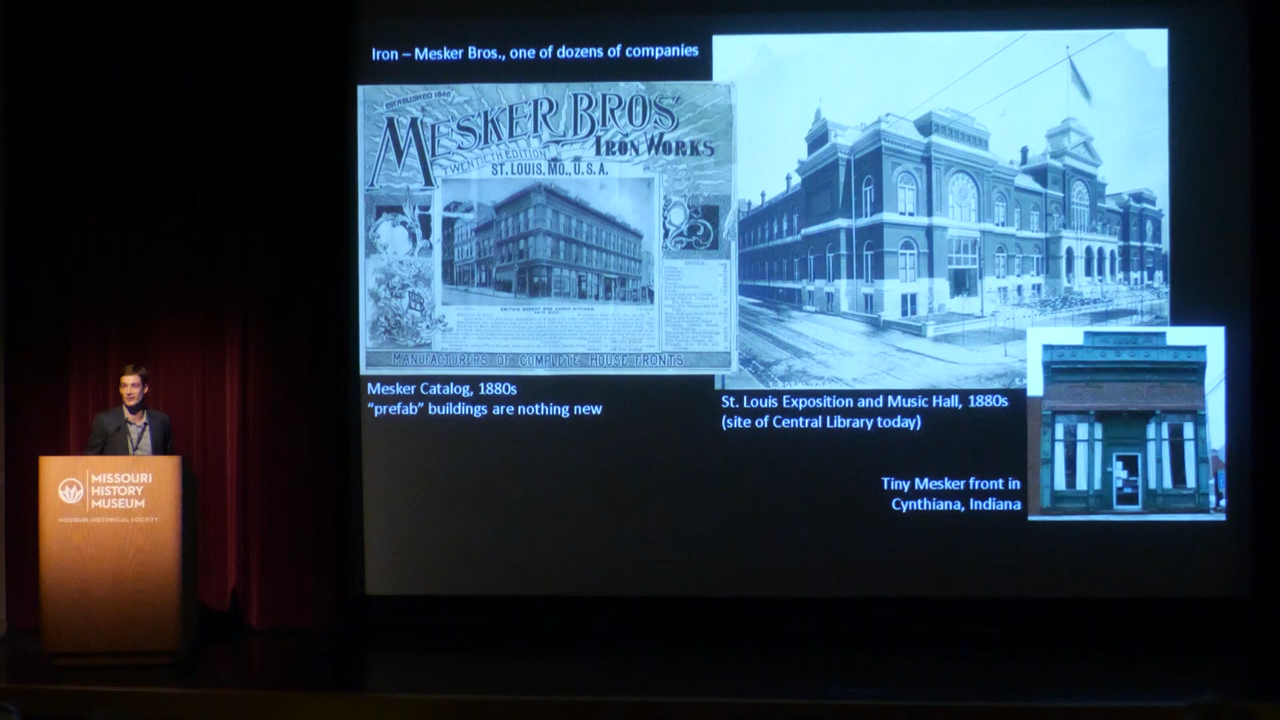 Iron – Mesker Bros., one of dozens of companies
ESTABLISHED 1846
MESKER BROS
IRON WORKS
TWENTIETH EDITION
ST. LOUIS, MO., U.S.A.
INDEX
MANUFACTURERS OF COMPLETE HOUSE FRONTS
Mesker Catalog, 1880s
“prefab” buildings are nothing new
St. Louis Exposition and Music Hall, 1880s
(site of Central Library today)
Tiny Mesker front in
Cynthiana, Indiana
MISSOURI
HISTORY
MUSEUM
MISSOURI HISTORICAL SOCIETY